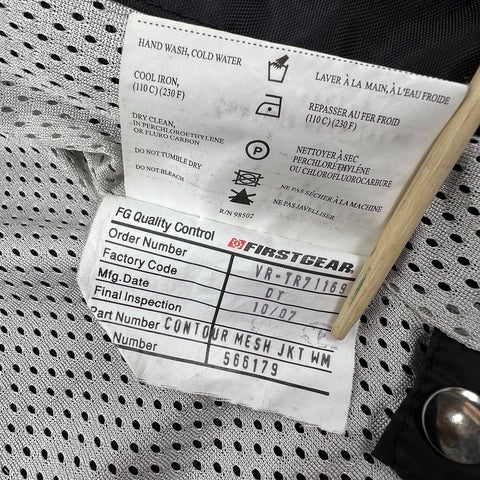 HAND WASH, COLD WATER
LAVER À LA MAIN, À L'EAU FROIDE
COOL IRON,
(110 C) (230 F)
REPASSER AU FER FROID
(110 C) (230 F)
DRY CLEAN,
IN PERCHLOROETHYLENE
OR FLURO CARBON
P
NETTOYER À SEC
PERCHLORÉTHYLÈNE
OU CHLOROFLUOROCARBURE
DO NOT TUMBLE DRY
NE PAS SÉCHER À LA MACHINE
DO NOT BLEACH
NE PAS JAVELLISER
R/N 98502
FG Quality Control
FIRSTGEAR
Order Number VR-TR71169
Factory Code DY
Mfg. Date 10/07
Final Inspection
Part Number CONTOUR MESH JKT WM
Number 566179